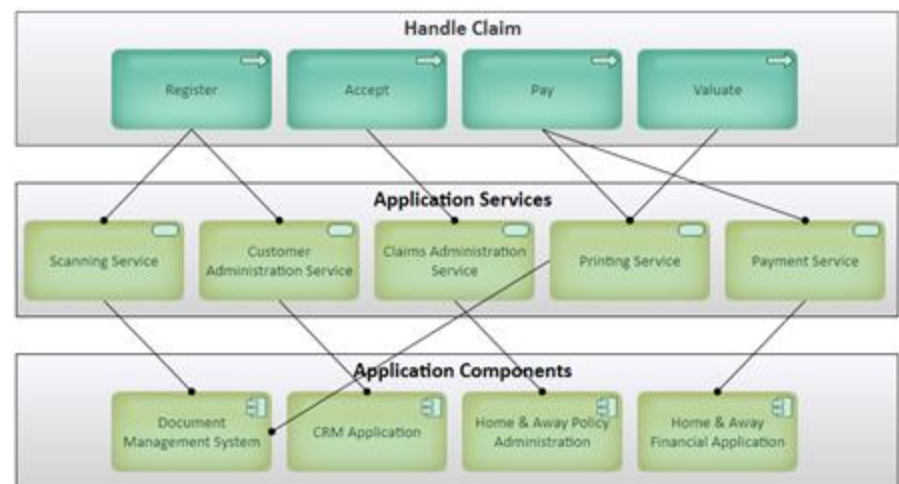 Handle Claim
Register
Accept
Pay
Valuate
Application Services
Scanning Service
Customer
Administration Service
Claims Administration
Service
Printing Service
Payment Service
Application Components
Document
Management System
CRM Application
Home & Away Policy
Administration
Home & Away
Financial Application